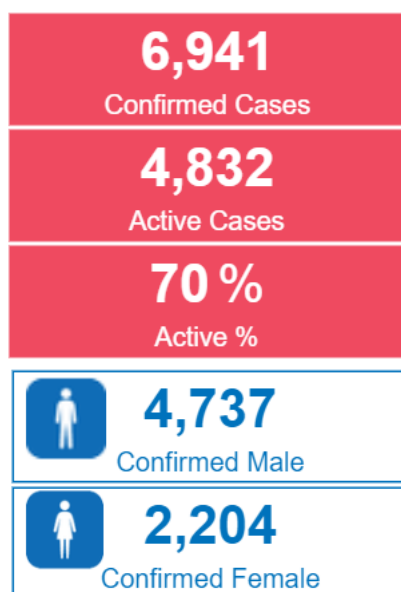 6,941
Confirmed Cases
4,832
Active Cases
70 %
Active %
4,737
Confirmed Male
2,204
Confirmed Female